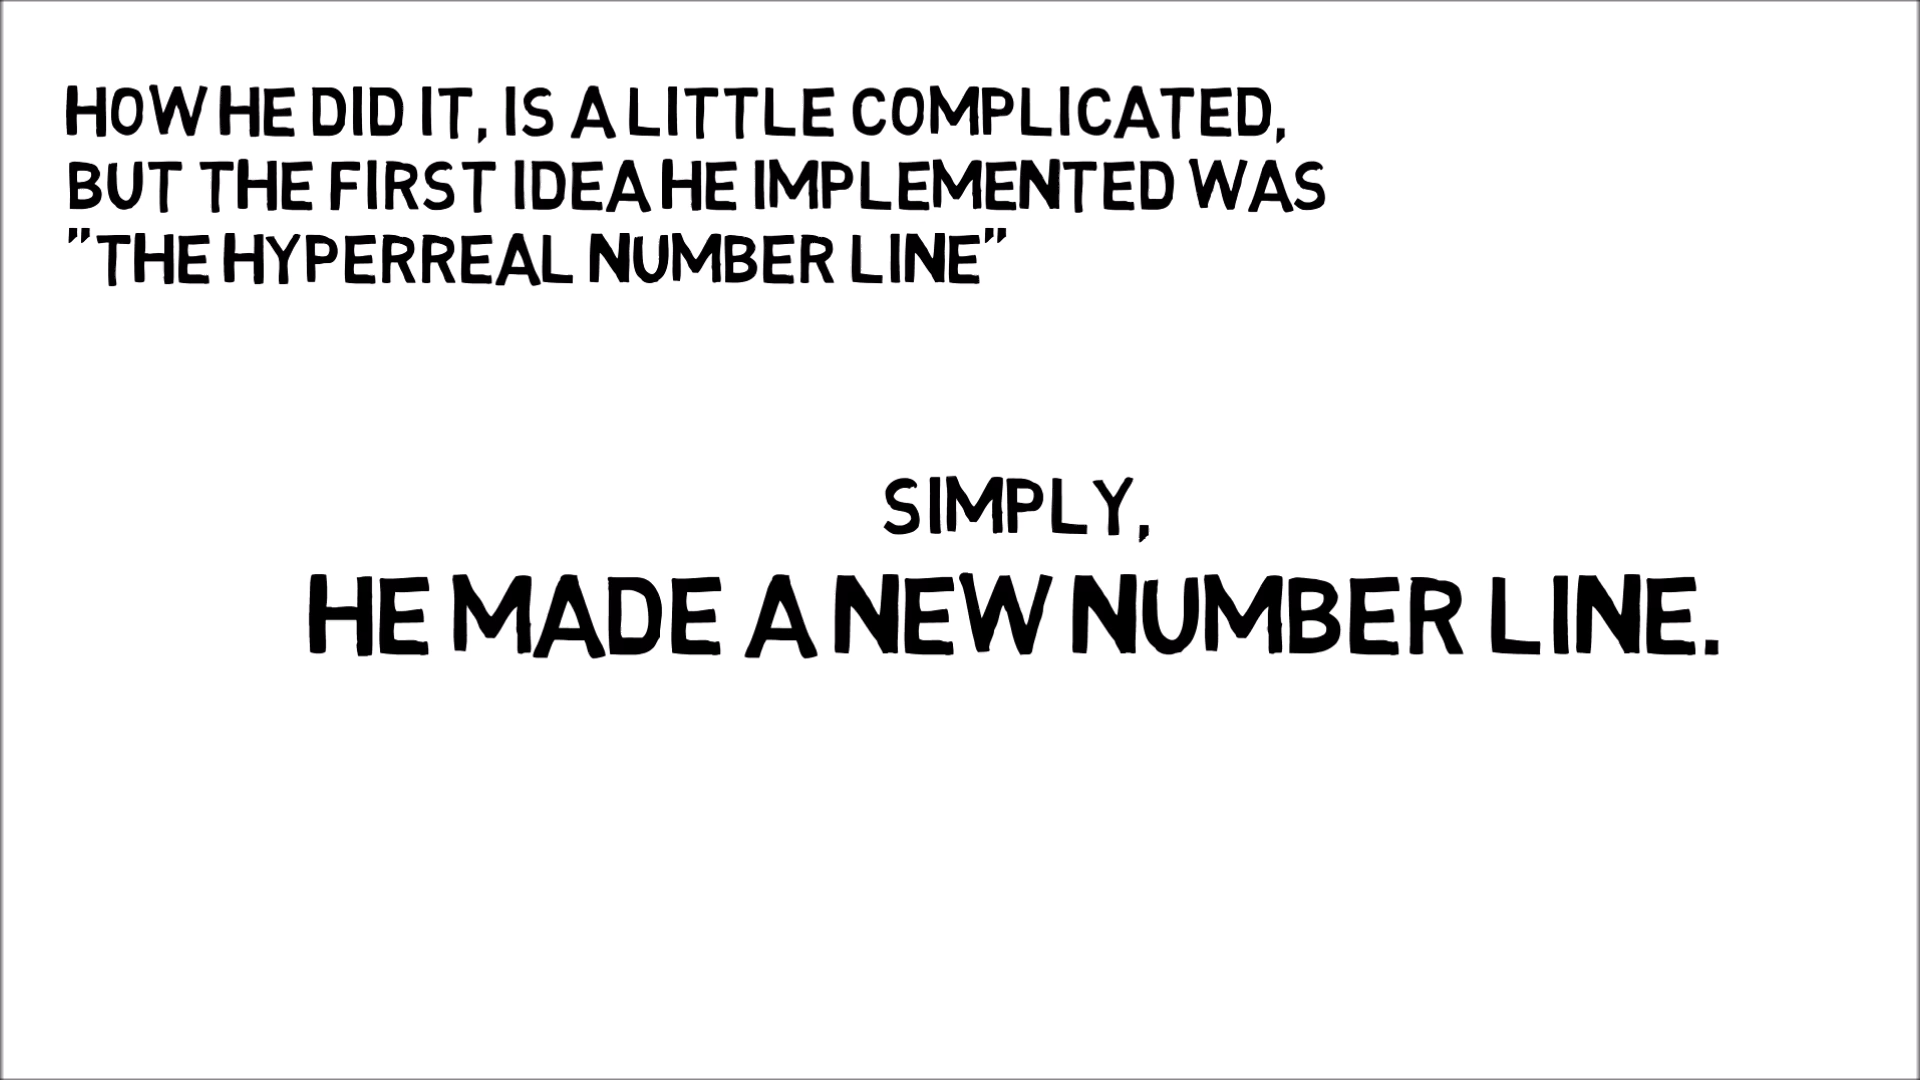 HOW HE DID IT, IS A LITTLE COMPLICATED,
BUT THE FIRST IDEA HE IMPLEMENTED WAS
"THE HYPERREAL NUMBER LINE"
SIMPLY,
HE MADE A NEW NUMBER LINE.